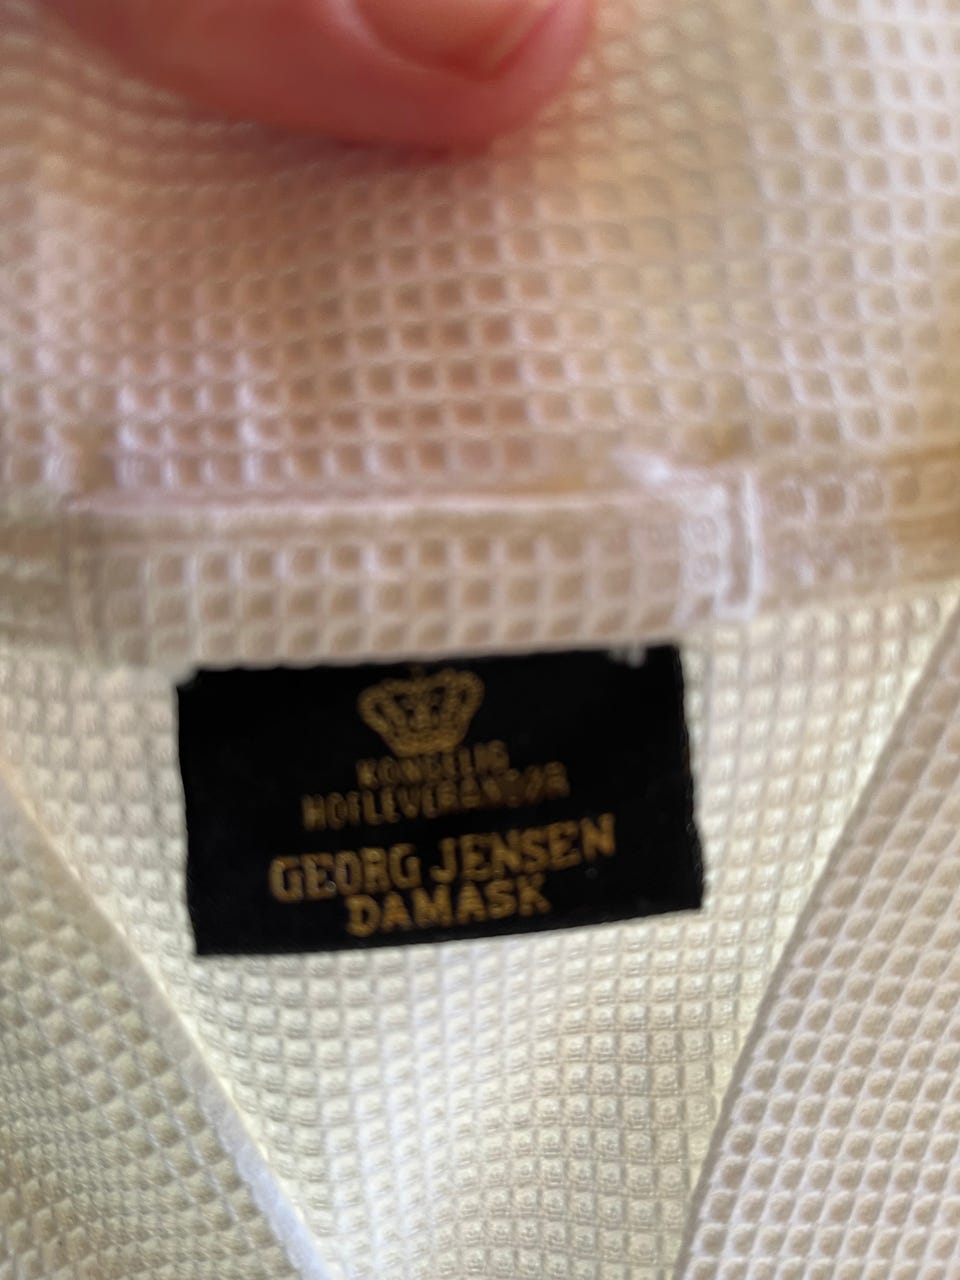 KONGELIG
HOFLEVERANDØR
GEORG JENSEN
DAMASK